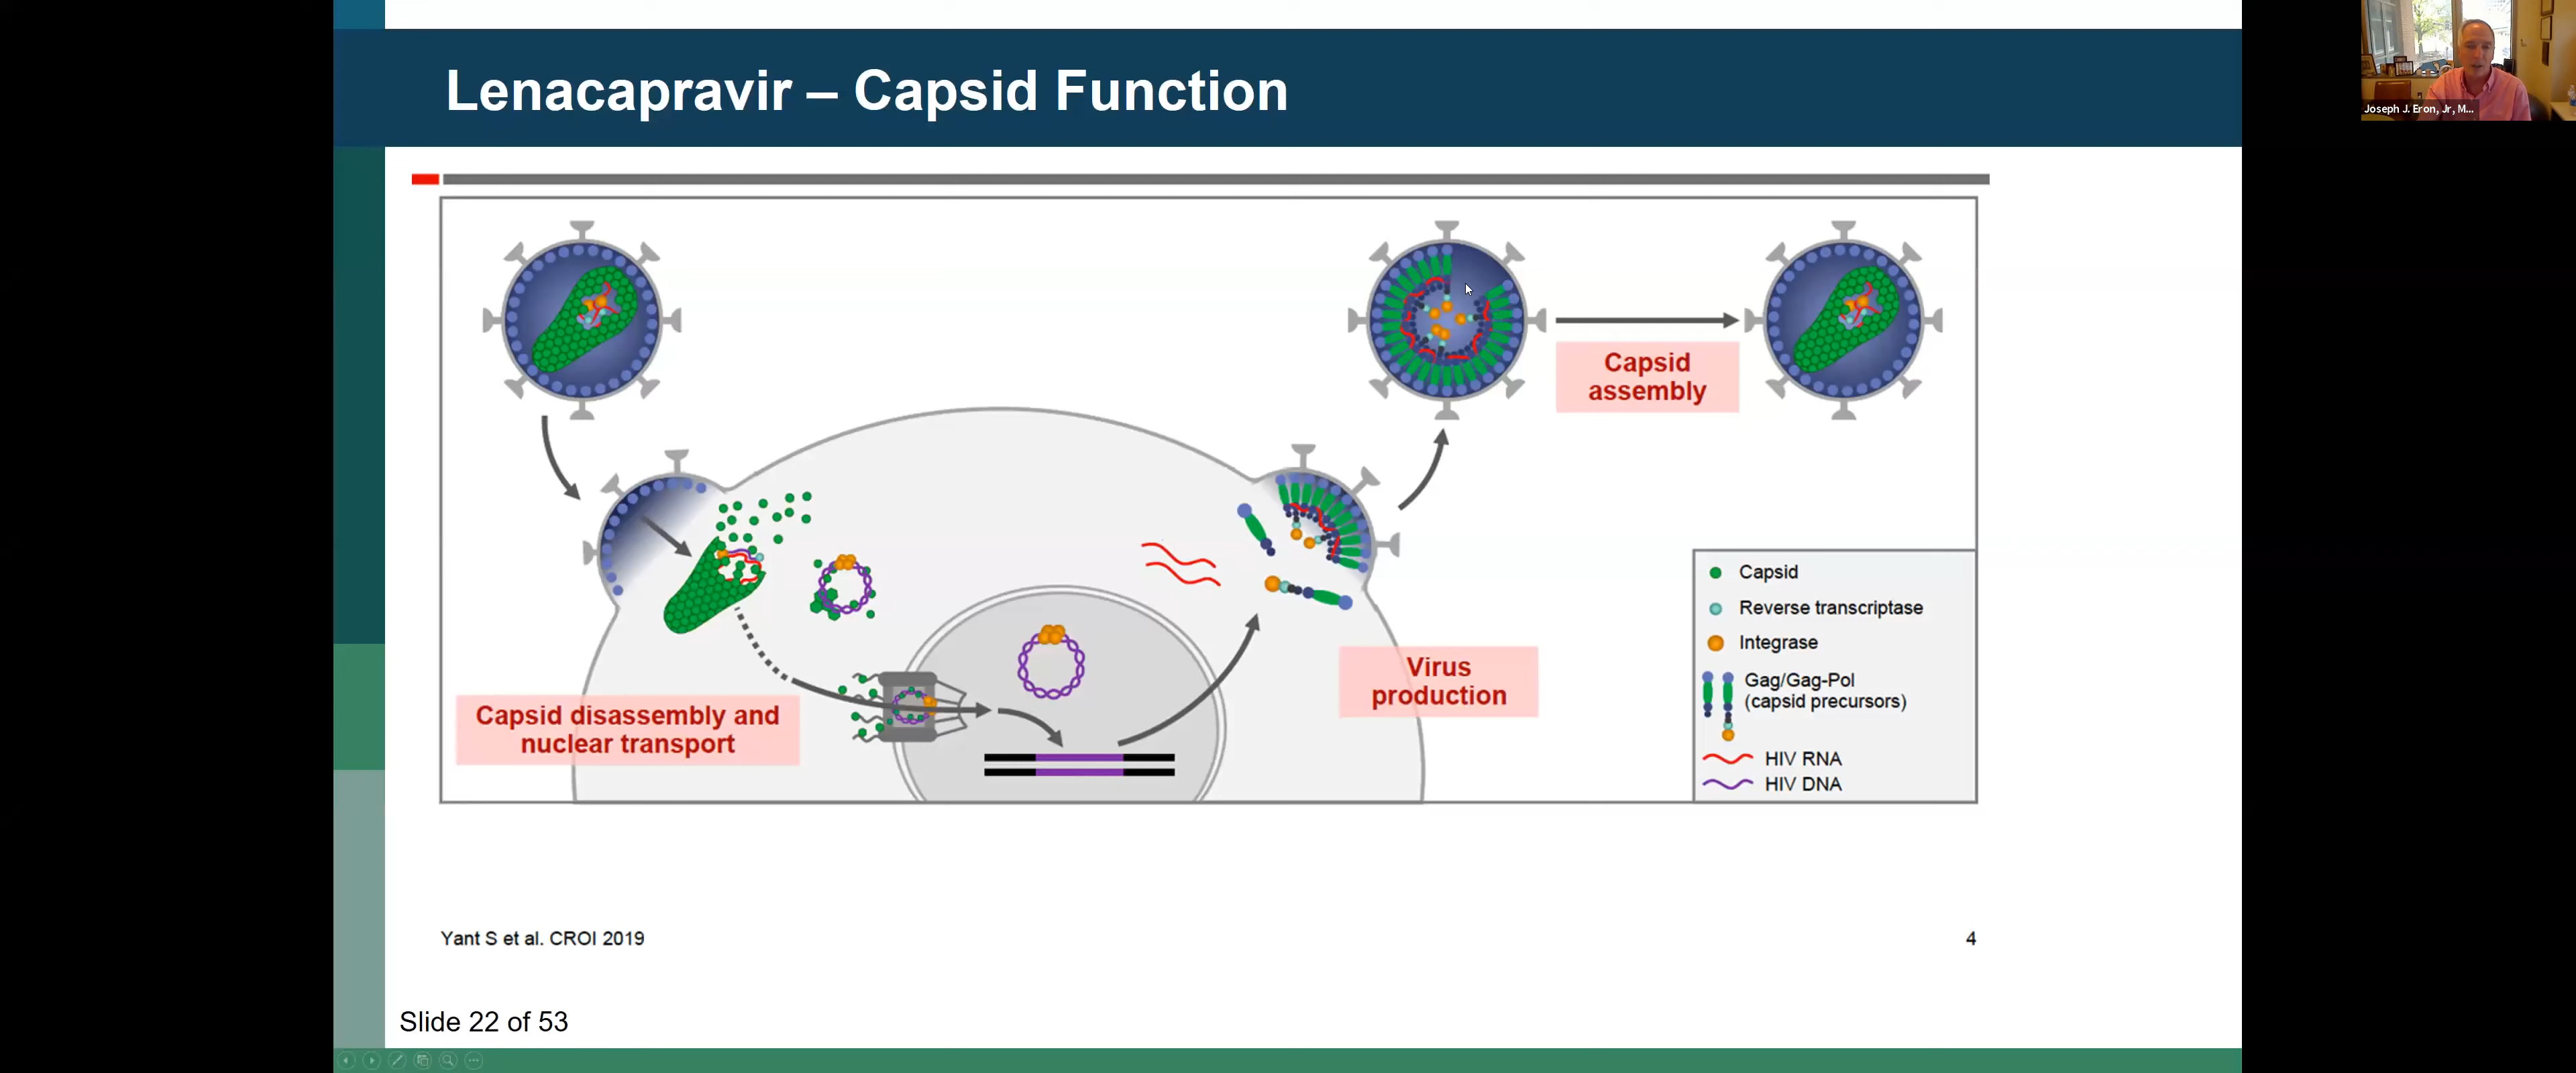 Lenacapravir – Capsid Function
Joseph J. Eron, Jr, M...
Capsid
assembly
Capsid disassembly and
nuclear transport
Virus
production
Capsid
Reverse transcriptase
Integrase
Gag/Gag-Pol
(capsid precursors)
HIV RNA
HIV DNA
Yant S et al. CROI 2019
4
Slide 22 of 53